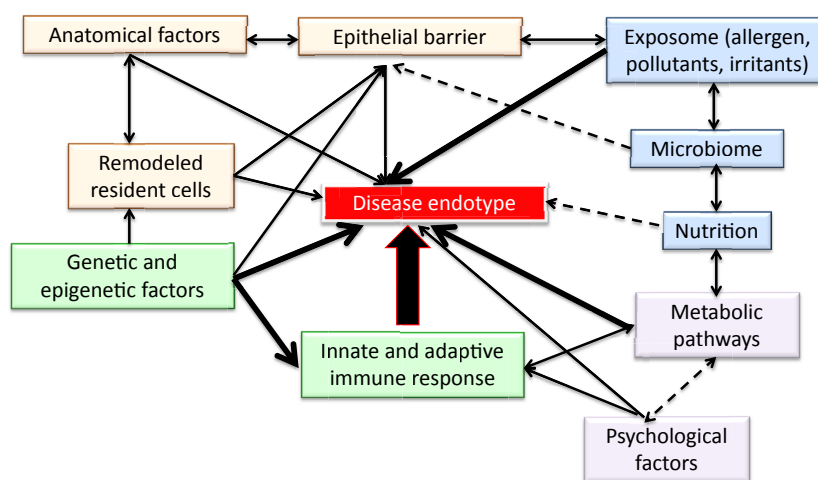 Anatomical factors
Epithelial barrier
Exposome (allergen,
pollutants, irritants)
Microbiome
Remodeled
resident cells
Disease endotype
Nutrition
Genetic and
epigenetic factors
Metabolic
pathways
Innate and adaptive
immune response
Psychological
factors